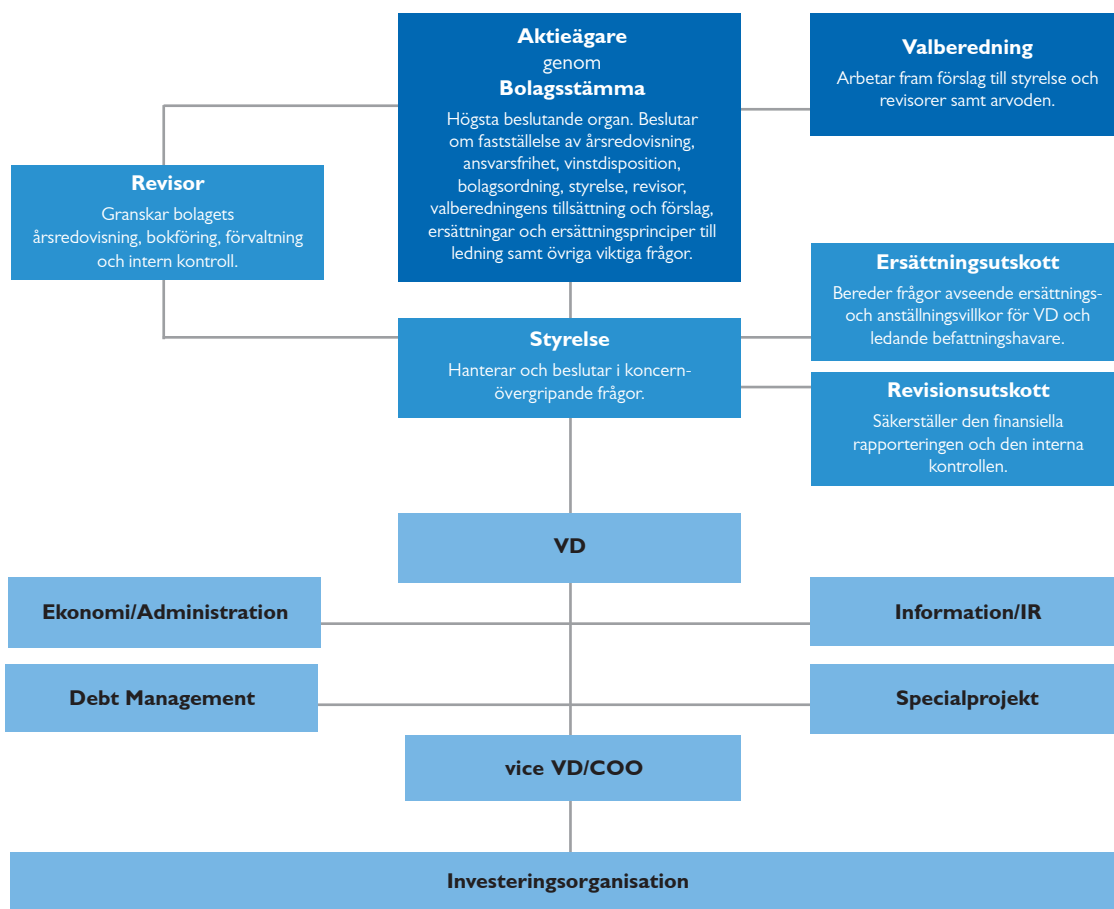 Aktieägare
genom
Bolagsstämma
Högsta beslutande organ. Beslutar
om fastställelse av årsredovisning,
ansvarsfrihet, vinstdisposition,
bolagsordning, styrelse, revisor,
valberedningens tillsättning och förslag,
ersättningar och ersättningsprinciper till
ledning samt övriga viktiga frågor.
Valberedning
Arbetar fram förslag till styrelse och
revisorer samt arvoden.
Revisor
Granskar bolagets
årsredovisning, bokföring, förvaltning
och intern kontroll.
Ersättningsutskott
Bereder frågor avseende ersättnings-
och anställningsvillkor för VD och
ledande befattningshavare.
Styrelse
Hanterar och beslutar i koncern-
övergripande frågor.
Revisionsutskott
Säkerställer den finansiella
rapporteringen och den interna
kontrollen.
VD
Ekonomi/Administration
Information/IR
Debt Management
Specialprojekt
vice VD/COO
Investeringsorganisation